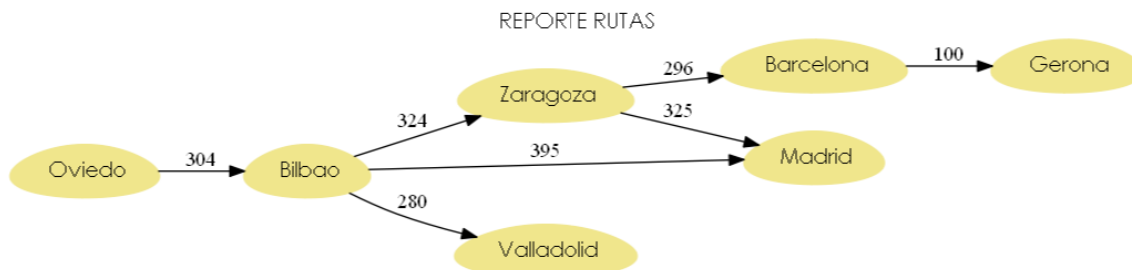 REPORTE RUTAS
Oviedo
304
Bilbao
324
395
280
Zaragoza
Valladolid
296
325
Barcelona
Madrid
100
Gerona